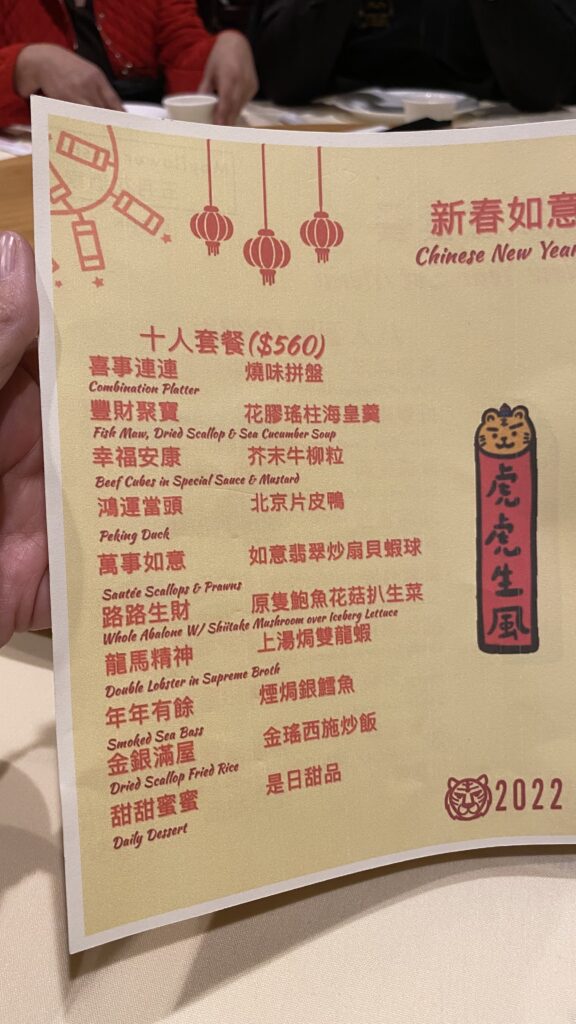 新春如意
Chinese New Year
十人套餐($560)
喜事連連 燒味拼盤
Combination Platter
豐財聚寶 花膠瑤柱海皇羹
Fish Maw, Dried Scallop & Sea Cucumber Soup
幸福安康 芥末牛柳粒
Beef Cubes in Special Sauce & Mustard
鴻運當頭 北京片皮鴨
Peking Duck
萬事如意 如意翡翠炒扇貝蝦球
Sautée Scallops & Prawns
路路生財 原隻鮑魚花菇扒生菜
Whole Abalone W/ Shiitake Mushroom over Iceberg Lettuce
龍馬精神 上湯焗雙龍蝦
Double Lobster in Supreme Broth
年年有餘 煙焗銀鱈魚
Smoked Sea Bass
金銀滿屋 金瑤西施炒飯
Dried Scallop Fried Rice
甜甜蜜蜜 是日甜品
Daily Dessert
虎虎生風
2022